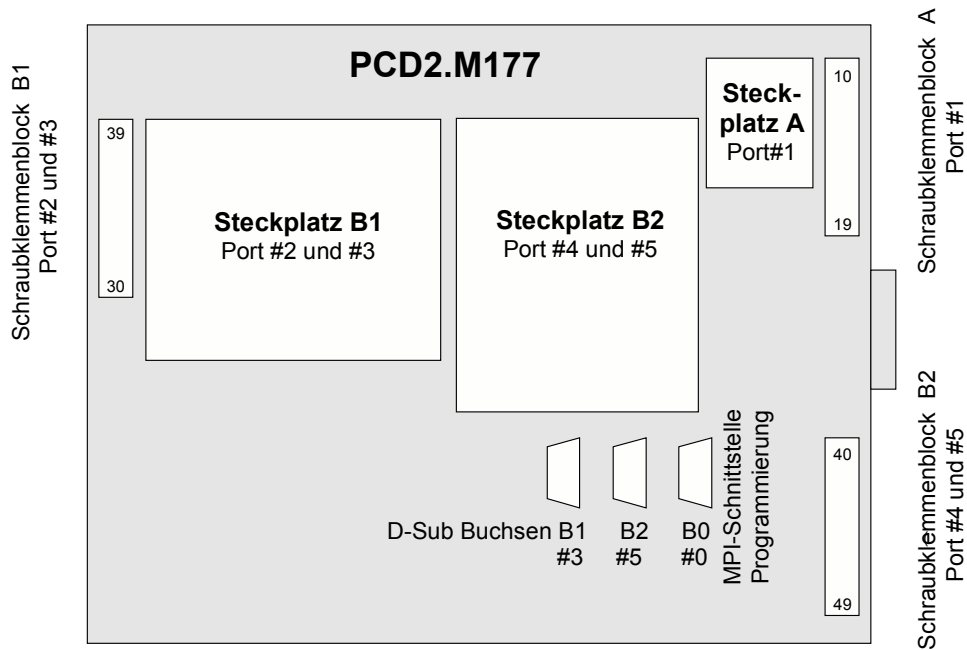 PCD2.M177
Schraubklemmenblock B1
Port #2 und #3
39
30
Steckplatz B1
Port #2 und #3
Steckplatz B2
Port #4 und #5
Steck-
platz A
Port#1
10
19
Schraubklemmenblock A
Port #1
D-Sub Buchsen B1
#3
B2
#5
B0
#0
MPI-Schnittstelle
Programmierung
40
49
Schraubklemmenblock B2
Port #4 und #5